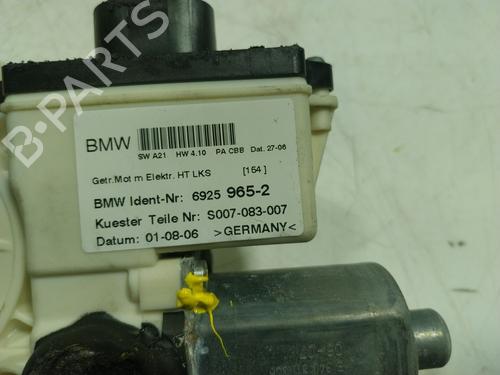 B-PARTS
BMW
SW A21 HW 4.10 PA CBB Dat. 27-06
Getr.Mot m Elektr. HT LKS [154]
BMW Ident-Nr: 6925 965-2
Kuester Teile Nr: S007-083-007
Datum: 01-08-06 >GERMANY<